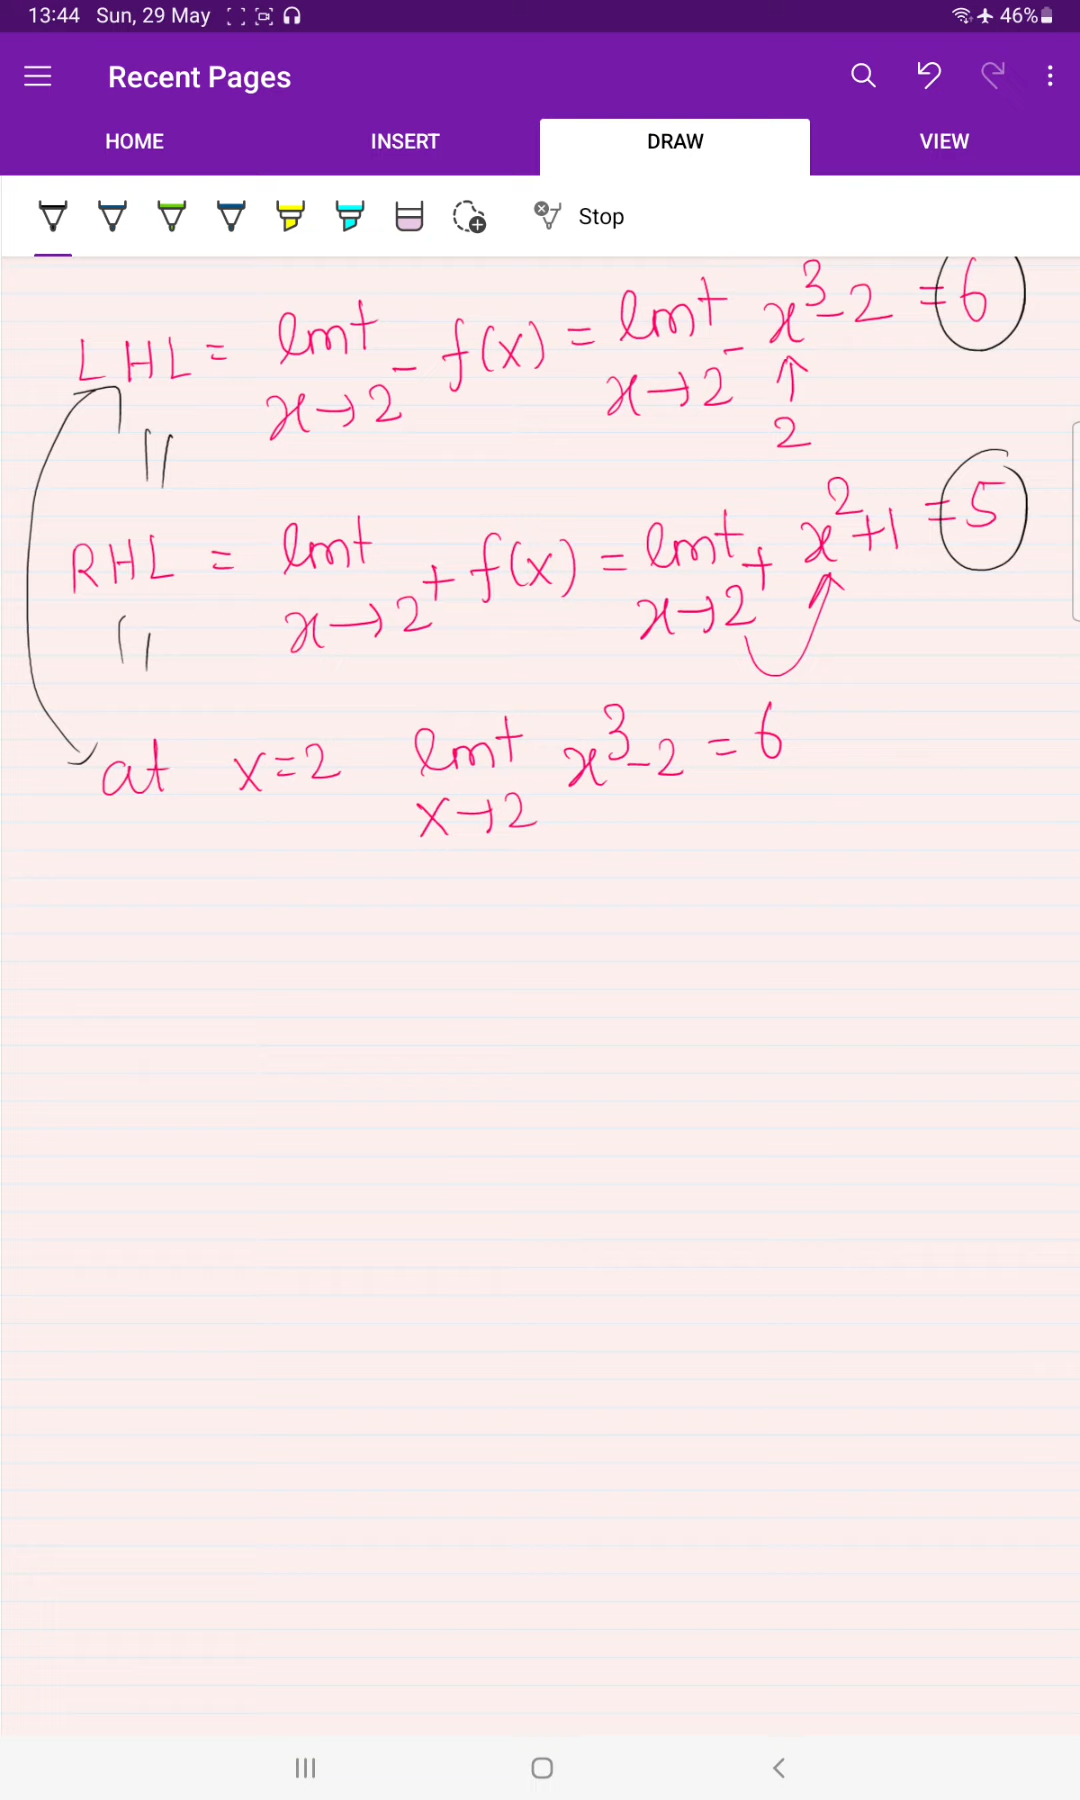 13:44 Sun, 29 May 46%
Recent Pages
HOME INSERT DRAW VIEW
Stop
LHL = lmt x→2⁻ f(x) = lmt x→2⁻ x³-2 = 6
↑
2
||
RHL = lmt x→2⁺ f(x) = lmt x→2⁺ x²+1 = 5
||
at x=2 lmt x→2 x³-2 = 6